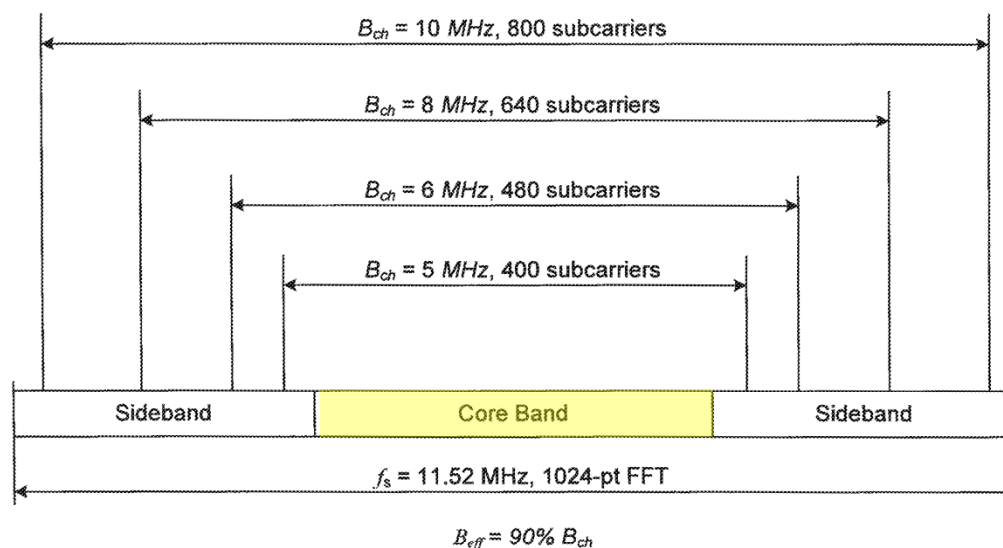 B_ch = 10 MHz, 800 subcarriers
B_ch = 8 MHz, 640 subcarriers
B_ch = 6 MHz, 480 subcarriers
B_ch = 5 MHz, 400 subcarriers
Sideband Core Band Sideband
f_s = 11.52 MHz, 1024-pt FFT
B_eff = 90% B_ch